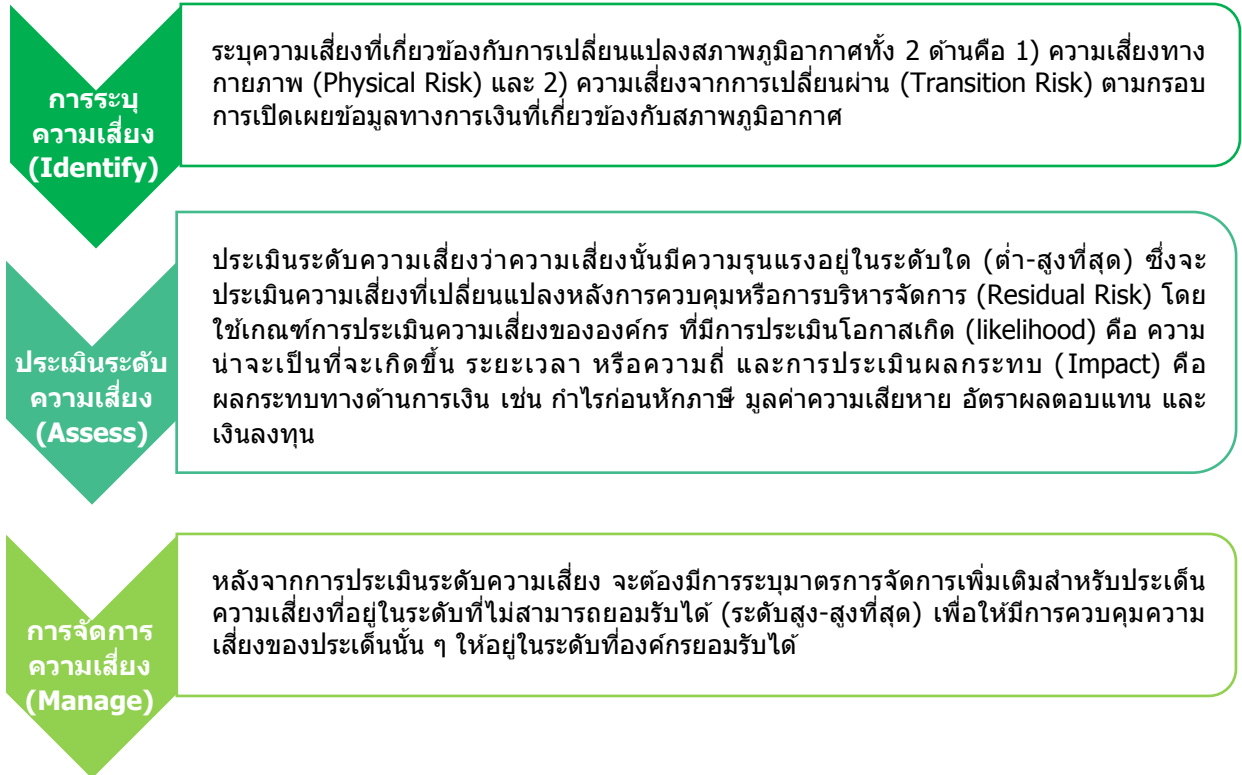 การระบุ
ความเสี่ยง
(Identify)
ระบุความเสี่ยงที่เกี่ยวข้องกับการเปลี่ยนแปลงสภาพภูมิอากาศทั้ง 2 ด้านคือ 1) ความเสี่ยงทาง
กายภาพ (Physical Risk) และ 2) ความเสี่ยงจากการเปลี่ยนผ่าน (Transition Risk) ตามกรอบ
การเปิดเผยข้อมูลทางการเงินที่เกี่ยวข้องกับสภาพภูมิอากาศ
ประเมินระดับ
ความเสี่ยง
(Assess)
ประเมินระดับความเสี่ยงว่าความเสี่ยงนั้นมีความรุนแรงอยู่ในระดับใด (ต่ำ-สูงที่สุด) ซึ่งจะ
ประเมินความเสี่ยงที่เปลี่ยนแปลงหลังการควบคุมหรือการบริหารจัดการ (Residual Risk) โดย
ใช้เกณฑ์การประเมินความเสี่ยงขององค์กร ที่มีการประเมินโอกาสเกิด (likelihood) คือ ความ
น่าจะเป็นที่จะเกิดขึ้น ระยะเวลา หรือความถี่ และการประเมินผลกระทบ (Impact) คือ
ผลกระทบทางด้านการเงิน เช่น กำไรก่อนหักภาษี มูลค่าความเสียหาย อัตราผลตอบแทน และ
เงินลงทุน
การจัดการ
ความเสี่ยง
(Manage)
หลังจากการประเมินระดับความเสี่ยง จะต้องมีการระบุมาตรการจัดการเพิ่มเติมสำหรับประเด็น
ความเสี่ยงที่อยู่ในระดับที่ไม่สามารถยอมรับได้ (ระดับสูง-สูงที่สุด) เพื่อให้มีการควบคุมความ
เสี่ยงของประเด็นนั้น ๆ ให้อยู่ในระดับที่องค์กรยอมรับได้